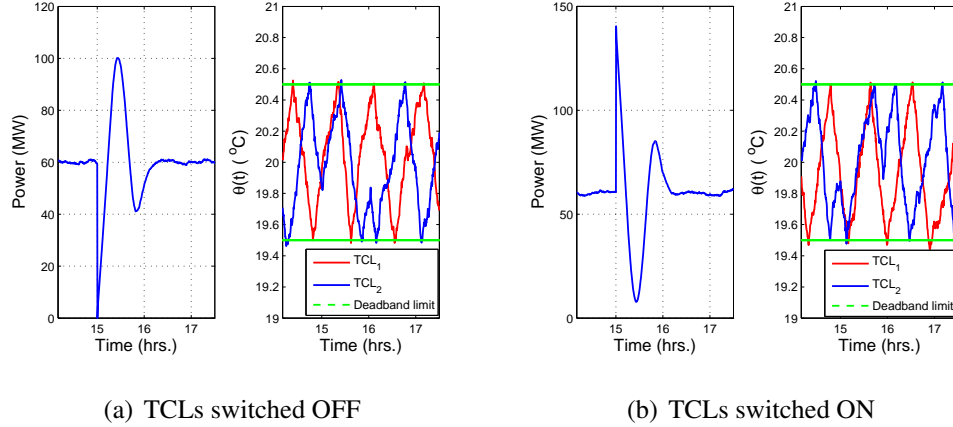 120
100
80
60
40
20
0
Power (MW)
15 16 17
Time (hrs.)
21
20.8
20.6
20.4
20.2
20
19.8
19.6
19.4
19.2
19
θ(t) ( °C)
TCL1
TCL2
Deadband limit
15 16 17
Time (hrs.)
(a) TCLs switched OFF
150
100
50
0
Power (MW)
15 16 17
Time (hrs.)
21
20.8
20.6
20.4
20.2
20
19.8
19.6
19.4
19.2
19
θ(t) ( °C)
TCL1
TCL2
Deadband limit
15 16 17
Time (hrs.)
(b) TCLs switched ON